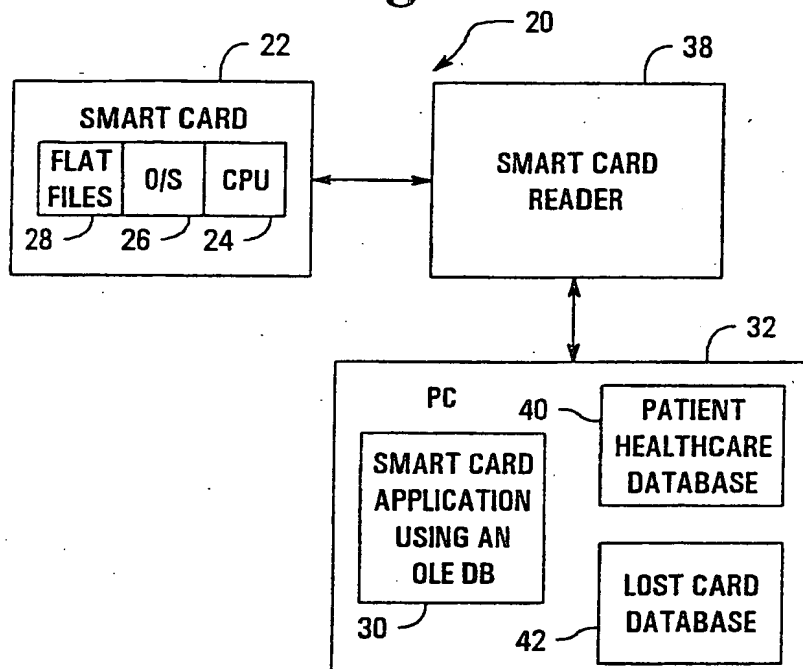 20
22
38
SMART CARD
FLAT
FILES
O/S
CPU
28
26
24
SMART CARD
READER
32
PC
40
PATIENT
HEALTHCARE
DATABASE
SMART CARD
APPLICATION
USING AN
OLE DB
30
LOST CARD
DATABASE
42